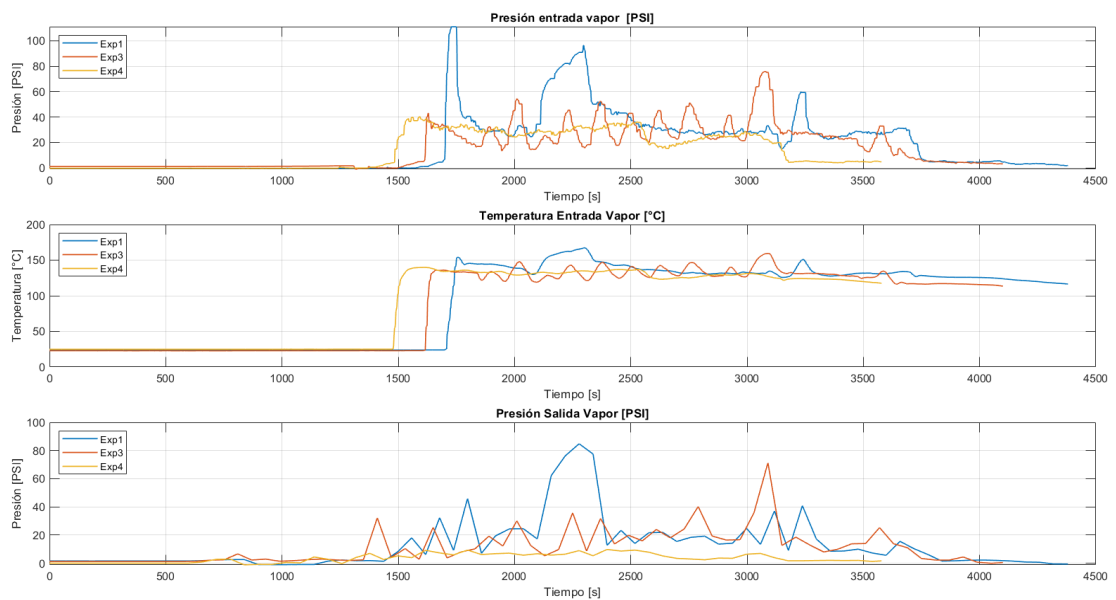 Presión entrada vapor [PSI]
Presión [PSI]
Exp1
Exp3
Exp4
100
80
60
40
20
0
0 500 1000 1500 2000 2500 3000 3500 4000 4500
Tiempo [s]
Temperatura Entrada Vapor [°C]
Temperatura [°C]
Exp1
Exp3
Exp4
200
150
100
50
0
0 500 1000 1500 2000 2500 3000 3500 4000 4500
Tiempo [s]
Presión Salida Vapor [PSI]
Presión [PSI]
Exp1
Exp3
Exp4
100
80
60
40
20
0
0 500 1000 1500 2000 2500 3000 3500 4000 4500
Tiempo [s]